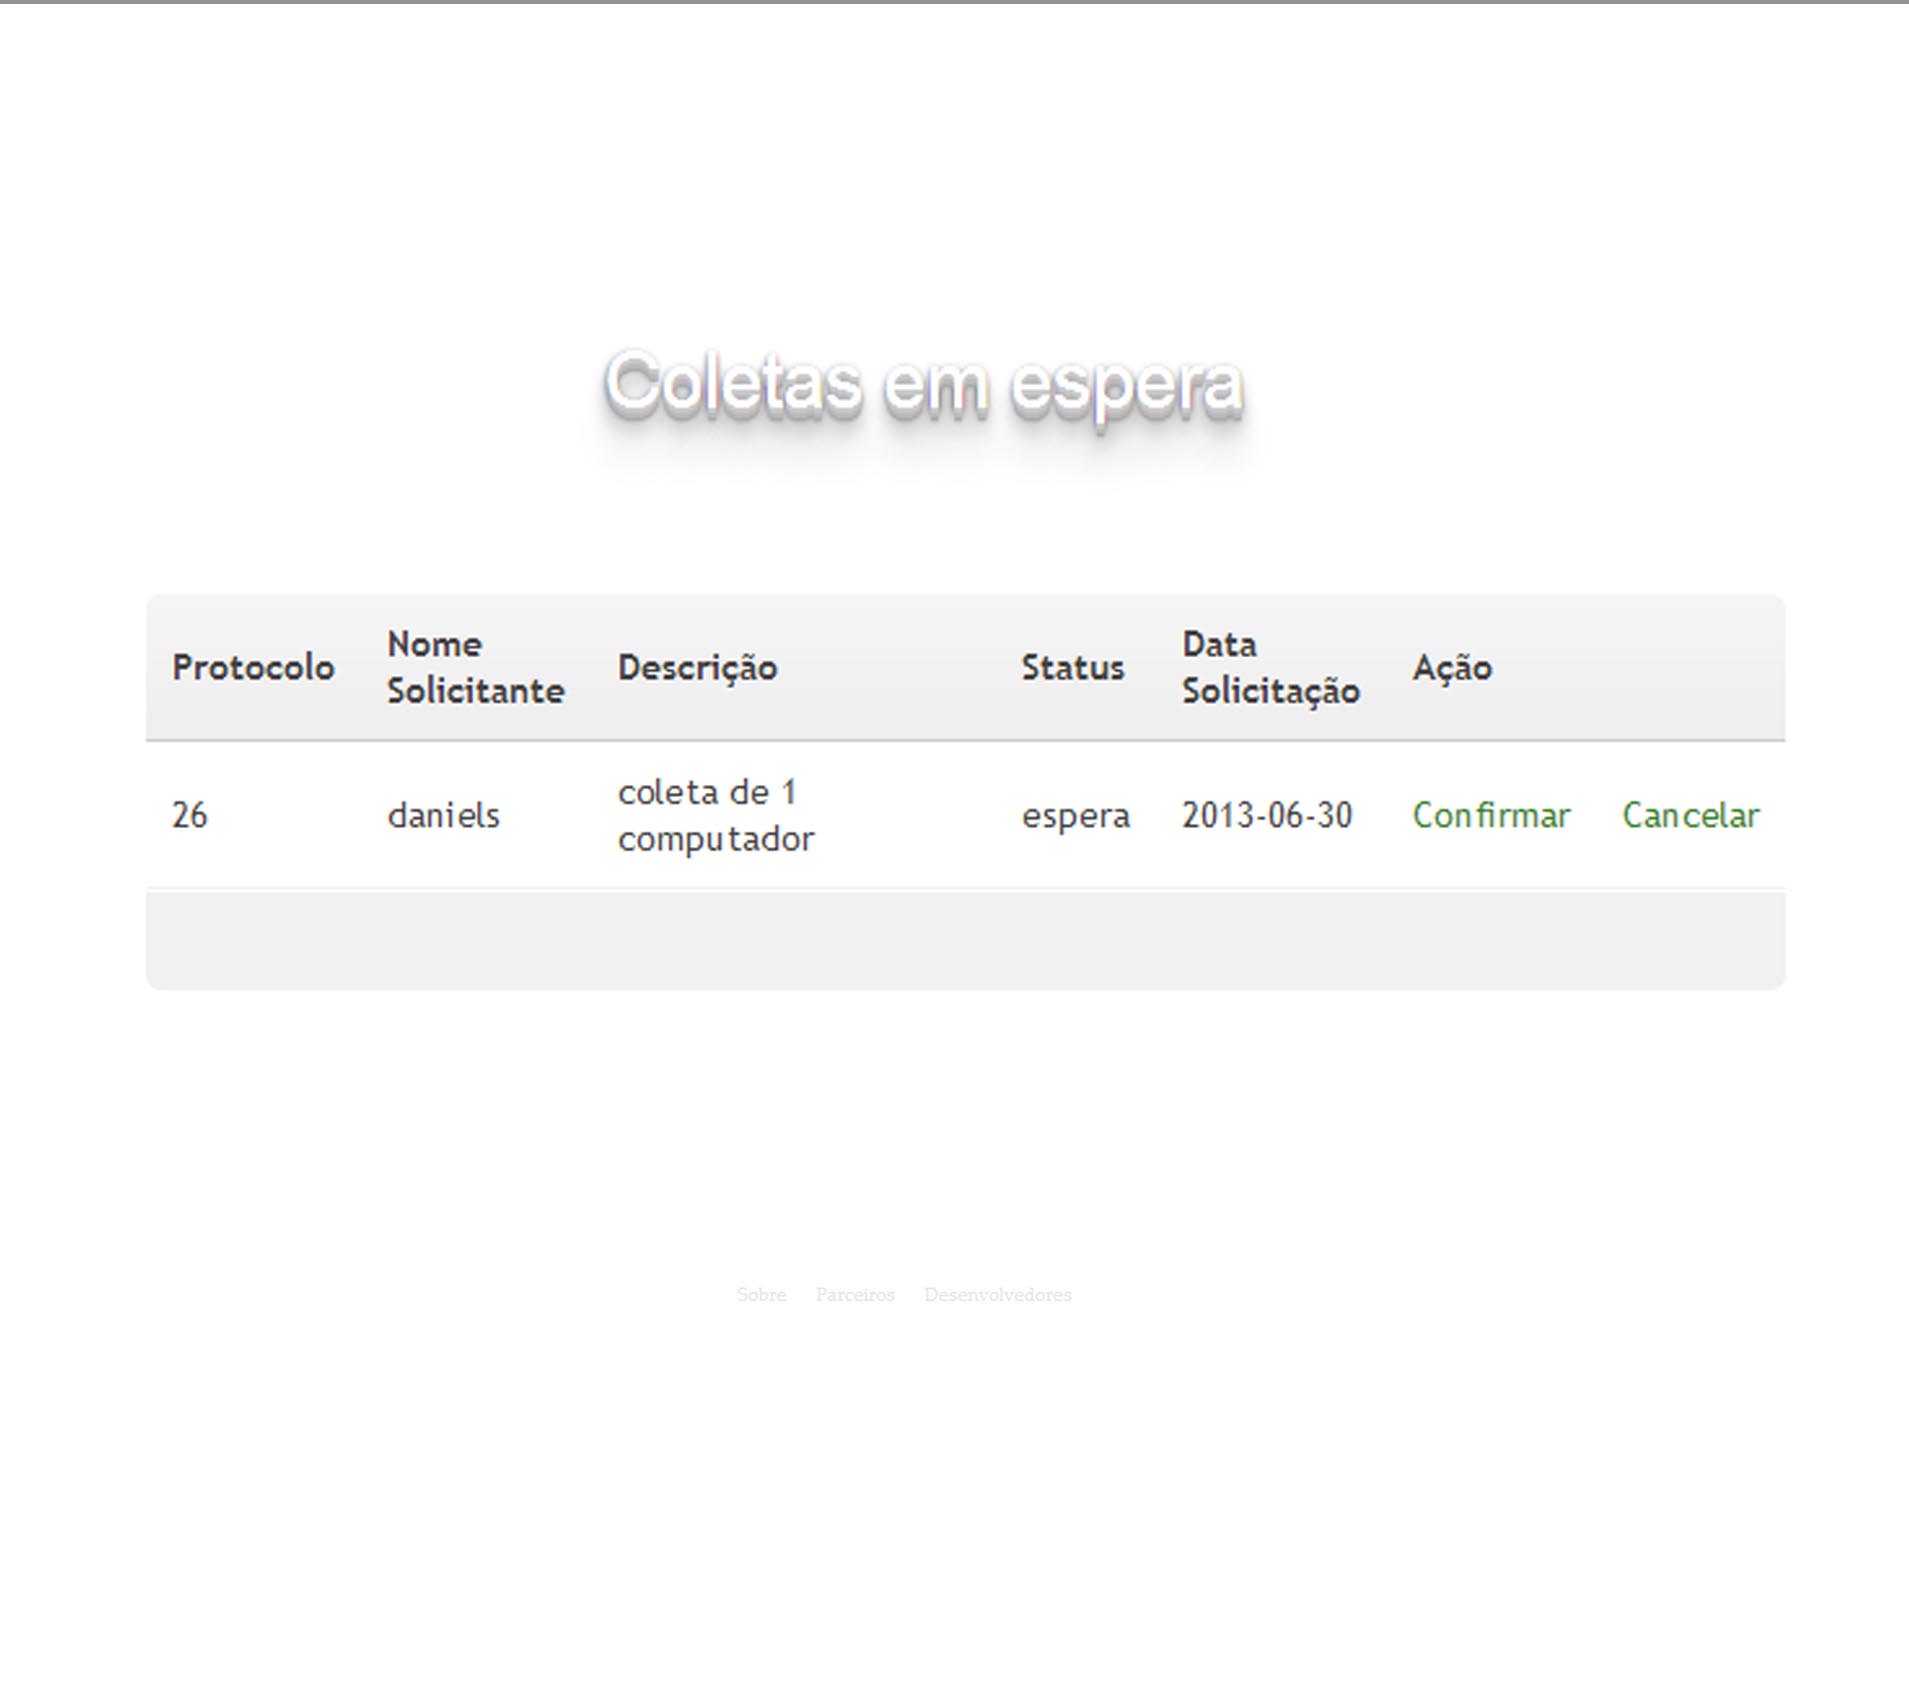 Coletas em espera
Protocolo Nome Solicitante Descrição Status Data Solicitação Ação
26 daniels coleta de 1 computador espera 2013-06-30 Confirmar Cancelar
Sobre Parceiros Desenvolvedores